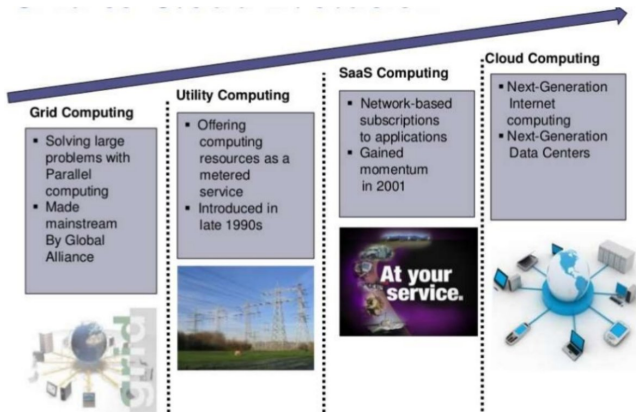 Grid Computing
Solving large
problems with
Parallel
computing
Made
mainstream
By Global
Alliance
grid
Utility Computing
Offering
computing
resources as a
metered
service
Introduced in
late 1990s
SaaS Computing
Network-based
subscriptions
to applications
Gained
momentum
in 2001
At your
service.
Cloud Computing
Next-Generation
Internet
computing
Next-Generation
Data Centers